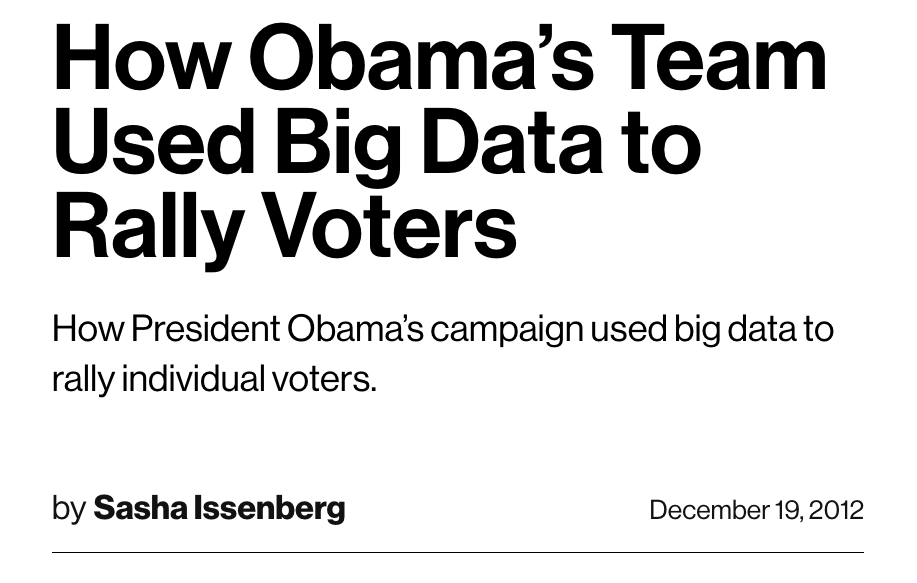 How Obama’s Team
Used Big Data to
Rally Voters
How President Obama’s campaign used big data to
rally individual voters.
by Sasha Issenberg December 19, 2012